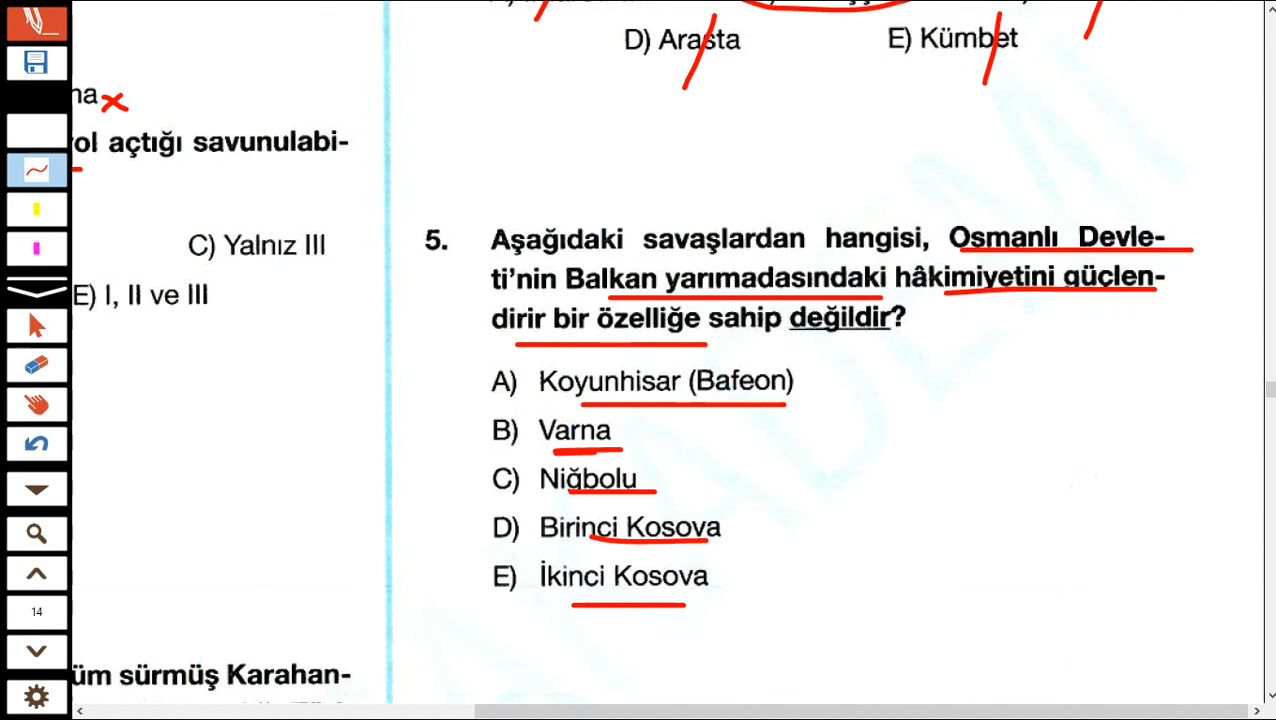 D) Arasta
E) Kümbet
na
yol açtığı savunulabi-
C) Yalnız III
E) I, II ve III
üm sürmüş Karahan-
5. Aşağıdaki savaşlardan hangisi, Osmanlı Devle-
ti’nin Balkan yarımadasındaki hâkimiyetini güçlen-
dirir bir özelliğe sahip değildir?
A) Koyunhisar (Bafeon)
B) Varna
C) Niğbolu
D) Birinci Kosova
E) İkinci Kosova
14